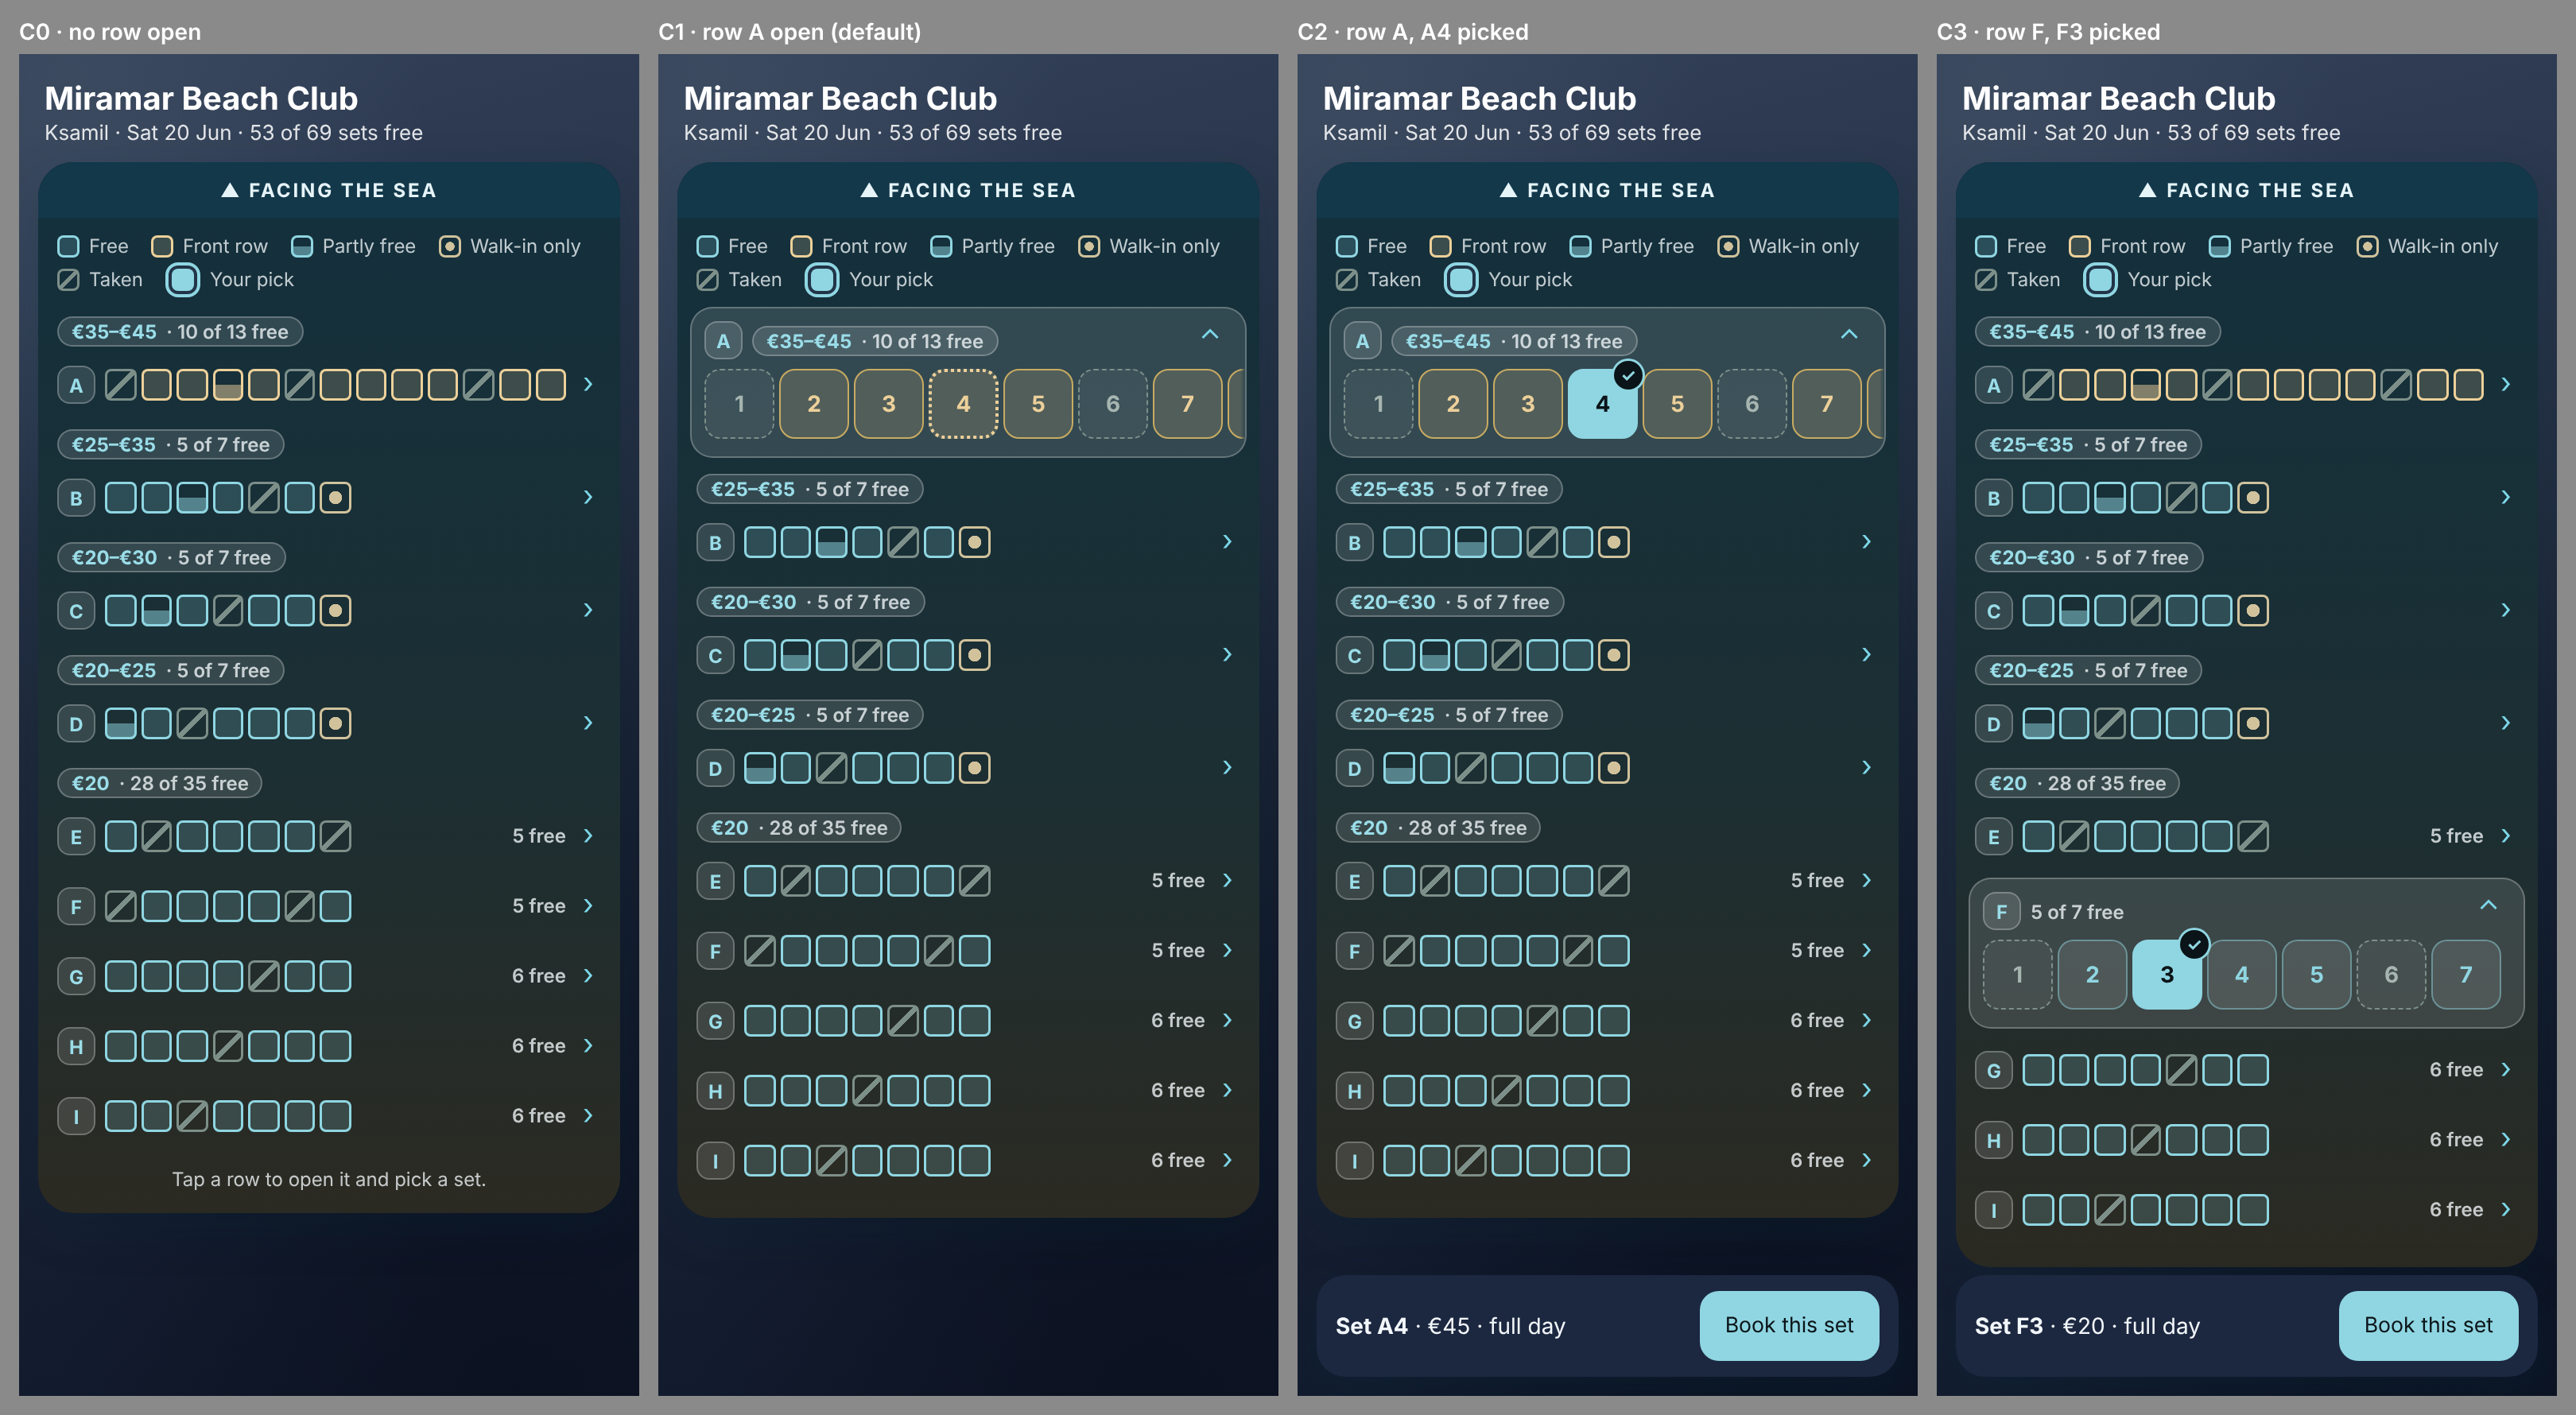 C0 · no row open
Miramar Beach Club
Ksamil · Sat 20 Jun · 53 of 69 sets free
▲ FACING THE SEA
Free Front row Partly free Walk-in only
Taken Your pick
€35–€45 · 10 of 13 free
A
€25–€35 · 5 of 7 free
B
€20–€30 · 5 of 7 free
C
€20–€25 · 5 of 7 free
D
€20 · 28 of 35 free
E 5 free
F 5 free
G 6 free
H 6 free
I 6 free
Tap a row to open it and pick a set.
C1 · row A open (default)
Miramar Beach Club
Ksamil · Sat 20 Jun · 53 of 69 sets free
▲ FACING THE SEA
Free Front row Partly free Walk-in only
Taken Your pick
A €35–€45 · 10 of 13 free
1 2 3 4 5 6 7
€25–€35 · 5 of 7 free
B
€20–€30 · 5 of 7 free
C
€20–€25 · 5 of 7 free
D
€20 · 28 of 35 free
E 5 free
F 5 free
G 6 free
H 6 free
I 6 free
C2 · row A, A4 picked
Miramar Beach Club
Ksamil · Sat 20 Jun · 53 of 69 sets free
▲ FACING THE SEA
Free Front row Partly free Walk-in only
Taken Your pick
A €35–€45 · 10 of 13 free
1 2 3 4 5 6 7
€25–€35 · 5 of 7 free
B
€20–€30 · 5 of 7 free
C
€20–€25 · 5 of 7 free
D
€20 · 28 of 35 free
E 5 free
F 5 free
G 6 free
H 6 free
I 6 free
Set A4 · €45 · full day Book this set
C3 · row F, F3 picked
Miramar Beach Club
Ksamil · Sat 20 Jun · 53 of 69 sets free
▲ FACING THE SEA
Free Front row Partly free Walk-in only
Taken Your pick
€35–€45 · 10 of 13 free
A
€25–€35 · 5 of 7 free
B
€20–€30 · 5 of 7 free
C
€20–€25 · 5 of 7 free
D
€20 · 28 of 35 free
E 5 free
F 5 of 7 free
1 2 3 4 5 6 7
G 6 free
H 6 free
I 6 free
Set F3 · €20 · full day Book this set